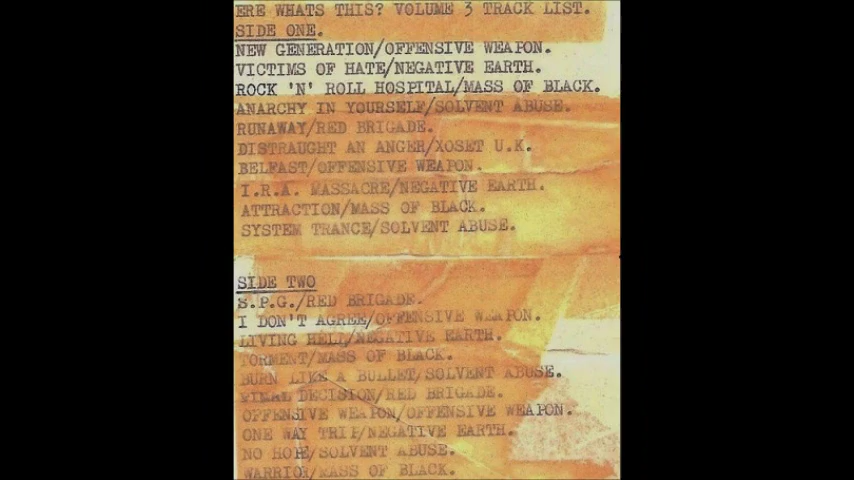 ERE WHATS THIS? VOLUME 3 TRACK LIST.
SIDE ONE.
NEW GENERATION/OFFENSIVE WEAPON.
VICTIMS OF HATE/NEGATIVE EARTH.
ROCK 'N' ROLL HOSPITAL/MASS OF BLACK.
ANARCHY IN YOURSELF/SOLVENT ABUSE.
RUNAWAY/RED BRIGADE.
DISTRAUGHT AN ANGER/XOSET U.K.
BELFAST/OFFENSIVE WEAPON.
I.R.A. MASSACRE/NEGATIVE EARTH.
ATTRACTION/MASS OF BLACK.
SYSTEM TRANCE/SOLVENT ABUSE.
SIDE TWO
S.P.G./RED BRIGADE.
I DON'T AGREE/OFFENSIVE WEAPON.
LIVING HELL/NEGATIVE EARTH.
TORMENT/MASS OF BLACK.
BURN LIKE A BULLET/SOLVENT ABUSE.
FINAL DECISION/RED BRIGADE.
OFFENSIVE WEAPON/OFFENSIVE WEAPON.
ONE WAY TRIP/NEGATIVE EARTH.
NO HOPE/SOLVENT ABUSE.
WARRIOR/MASS OF BLACK.